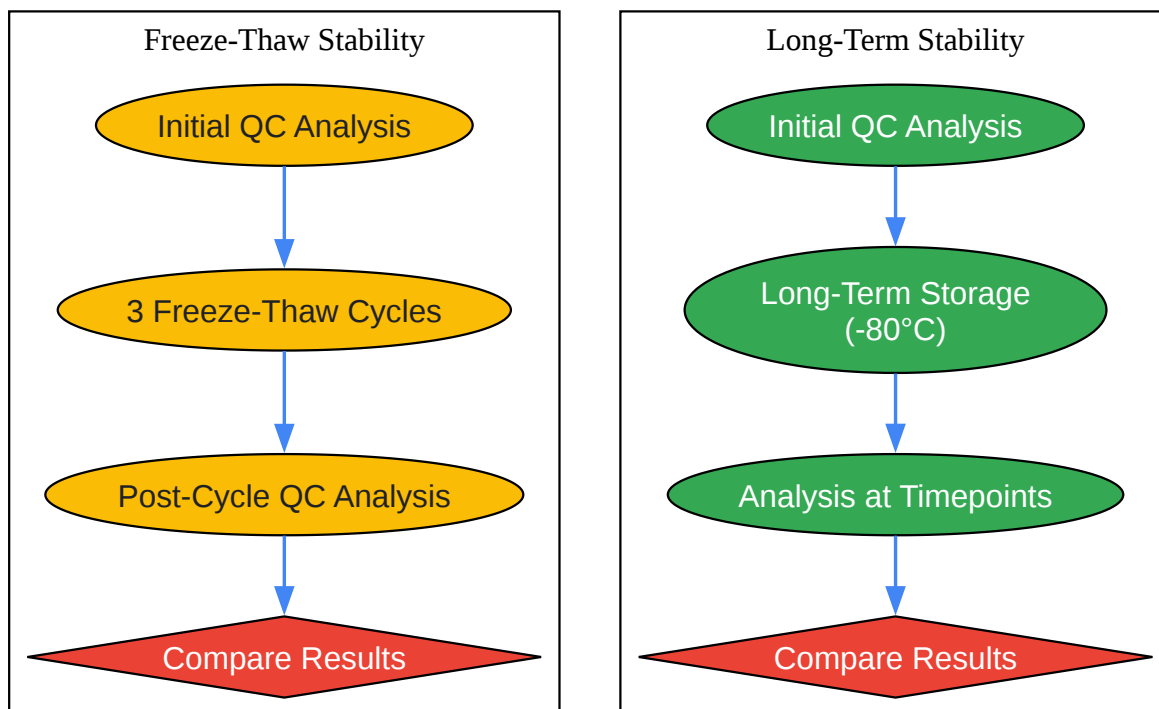 Freeze-Thaw Stability
Initial QC Analysis
3 Freeze-Thaw Cycles
Post-Cycle QC Analysis
Compare Results
Long-Term Stability
Initial QC Analysis
Long-Term Storage
(-80°C)
Analysis at Timepoints
Compare Results